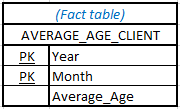 (Fact table)
AVERAGE_AGE_CLIENT
PK Year
PK Month
Average_Age